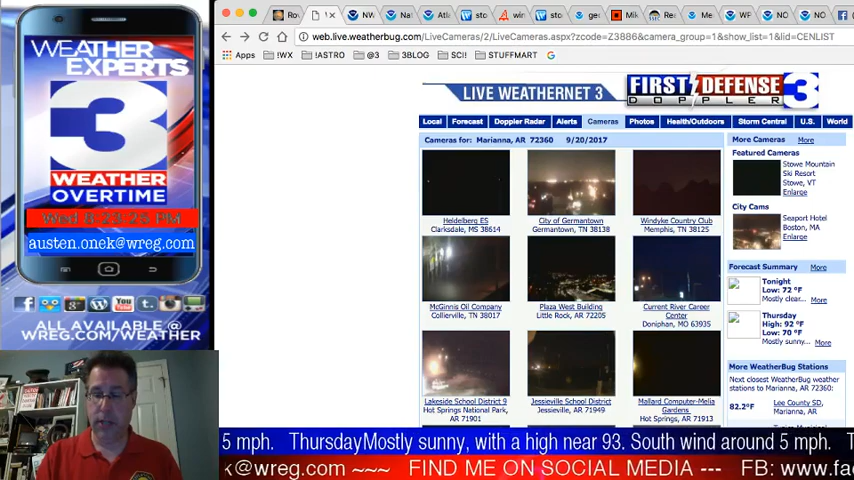 WEATHER
EXPERTS
3
WEATHER
OVERTIME
Wed 8:23:25 PM
austen.onek@wreg.com
ALL AVAILABLE @
WREG.COM/WEATHER
web.live.weatherbug.com/LiveCameras/2/LiveCameras.aspx?zcode=Z3886&camera_group=1&show_list=1&lid=CENLIST
Apps !WX !ASTRO @3 3BLOG SCI! STUFFMART
LIVE WEATHERNET 3
FIRST DEFENSE
DOPPLER
3
Local Forecast Doppler Radar Alerts Cameras Photos Health/Outdoors Storm Central U.S. World
Cameras for: Marianna, AR 72360 9/20/2017
Heidelberg ES
Clarksdale, MS 38614
City of Germantown
Germantown, TN 38138
Windyke Country Club
Memphis, TN 38125
McGinnis Oil Company
Collierville, TN 38017
Plaza West Building
Little Rock, AR 72205
Current River Career
Center
Doniphan, MO 63935
Lakeside School District 9
Hot Springs National Park,
AR 71901
Jessieville School District
Jessieville, AR 71949
Mallard Computer-Melia
Gardens
Hot Springs, AR 71913
More Cameras More
Featured Cameras
Stowe Mountain
Ski Resort
Stowe, VT
Enlarge
City Cams
Seaport Hotel
Boston, MA
Enlarge
Forecast Summary More
Tonight
Low: 72 °F
Mostly clear... More
Thursday
High: 92 °F
Low: 70 °F
Mostly sunny... More
More WeatherBug Stations
Next closest WeatherBug weather
stations to Marianna, AR 72360:
82.2°F Lee County SD,
Marianna, AR
5 mph. ThursdayMostly sunny, with a high near 93. South wind around 5 mph.
k@wreg.com ~~~ FIND ME ON SOCIAL MEDIA --- FB: www.fa